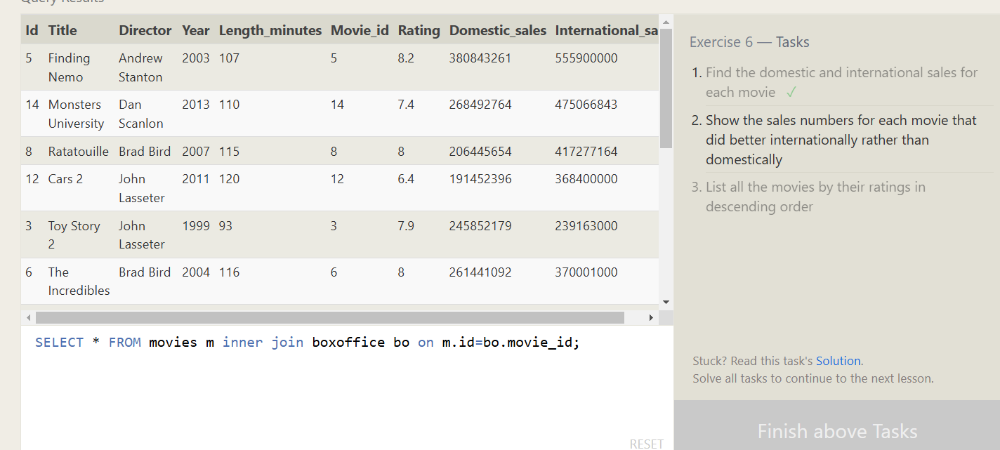 Query Results
Id Title Director Year Length_minutes Movie_id Rating Domestic_sales International_sa
5 Finding Andrew 2003 107 5 8.2 380843261 555900000
Nemo Stanton
14 Monsters Dan 2013 110 14 7.4 268492764 475066843
University Scanlon
8 Ratatouille Brad Bird 2007 115 8 8 206445654 417277164
12 Cars 2 John 2011 120 12 6.4 191452396 368400000
Lasseter
3 Toy Story John 1999 93 3 7.9 245852179 239163000
2 Lasseter
6 The Brad Bird 2004 116 6 8 261441092 370001000
Incredibles
SELECT * FROM movies m inner join boxoffice bo on m.id=bo.movie_id;
RESET
Exercise 6 — Tasks
1. Find the domestic and international sales for
each movie ✓
2. Show the sales numbers for each movie that
did better internationally rather than
domestically
3. List all the movies by their ratings in
descending order
Stuck? Read this task's Solution.
Solve all tasks to continue to the next lesson.
Finish above Tasks